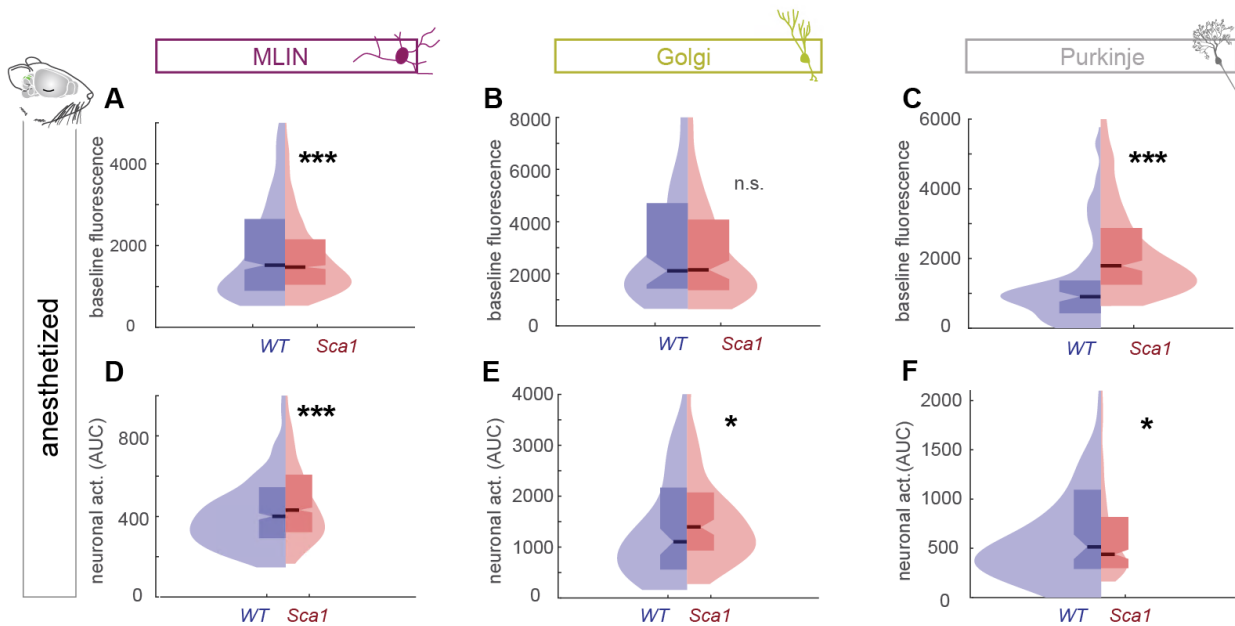 MLIN
Golgi
Purkinje
anesthetized
A
baseline fluorescence
4000
2000
0
***
WT Sca1
B
baseline fluorescence
8000
6000
4000
2000
0
n.s.
WT Sca1
C
baseline fluorescence
6000
4000
2000
0
***
WT Sca1
D
neuronal act. (AUC)
800
400
0
***
WT Sca1
E
neuronal act. (AUC)
4000
3000
2000
1000
0
*
WT Sca1
F
neuronal act.(AUC)
2000
1500
1000
500
0
*
WT Sca1